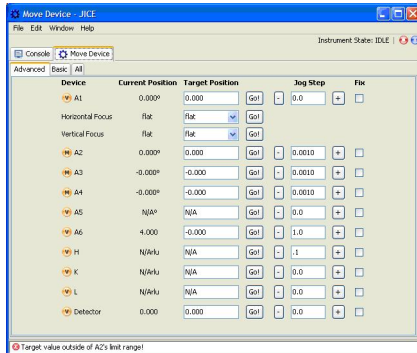 Move Device - JICE
File Edit Window Help
Instrument State: IDLE
Console Move Device
Advanced Basic All
Device Current Position Target Position Jog Step Fix
V A1 0.000º 0.000 Go! - 0.0 +
Horizontal Focus flat flat Go!
Vertical Focus flat flat Go!
M A2 0.000º 0.000 Go! - 0.0010 +
M A3 -0.000º -0.000 Go! - 0.0010 +
M A4 -0.000º -0.000 Go! - 0.0010 +
V A5 N/Aº N/A Go! - 0.0 +
V A6 4.000 -0.000 Go! - 1.0 +
V H N/Arlu N/A Go! - .1 +
V K N/Arlu N/A Go! - 0.0 +
V L N/Arlu N/A Go! - 0.0 +
V Detector 0.000 0.000 Go! - 0.0 +
Target value outside of A2's limit range!